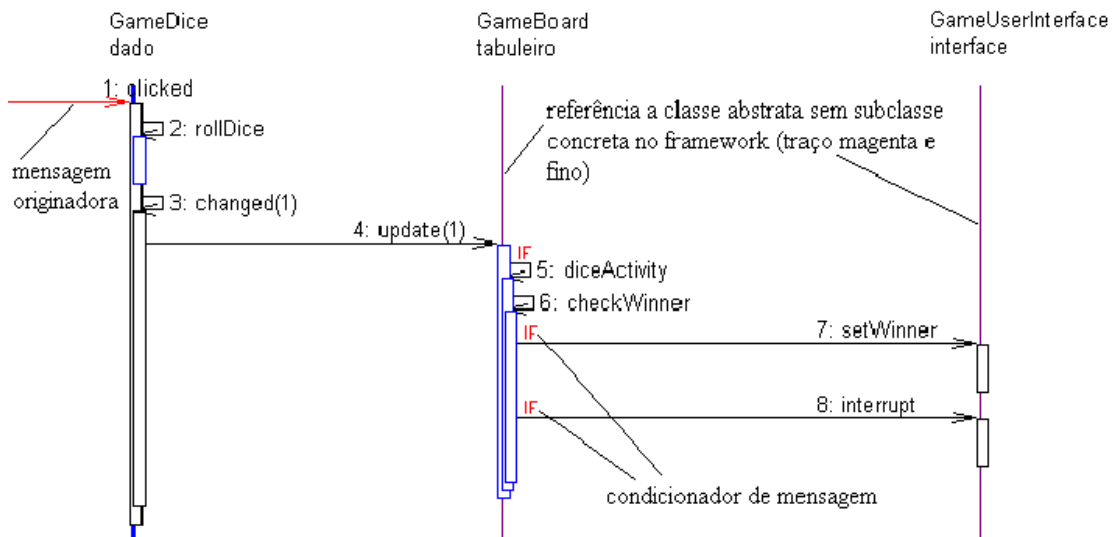 GameDice
dado
GameBoard
tabuleiro
GameUserInterface
interface
1: clicked
referência a classe abstrata sem subclasse
concreta no framework (traço magenta e
fino)
2: rollDice
mensagem
originadora
3: changed(1)
4: update(1)
IF
5: diceActivity
6: checkWinner
IF
7: setWinner
IF
8: interrupt
condicionador de mensagem